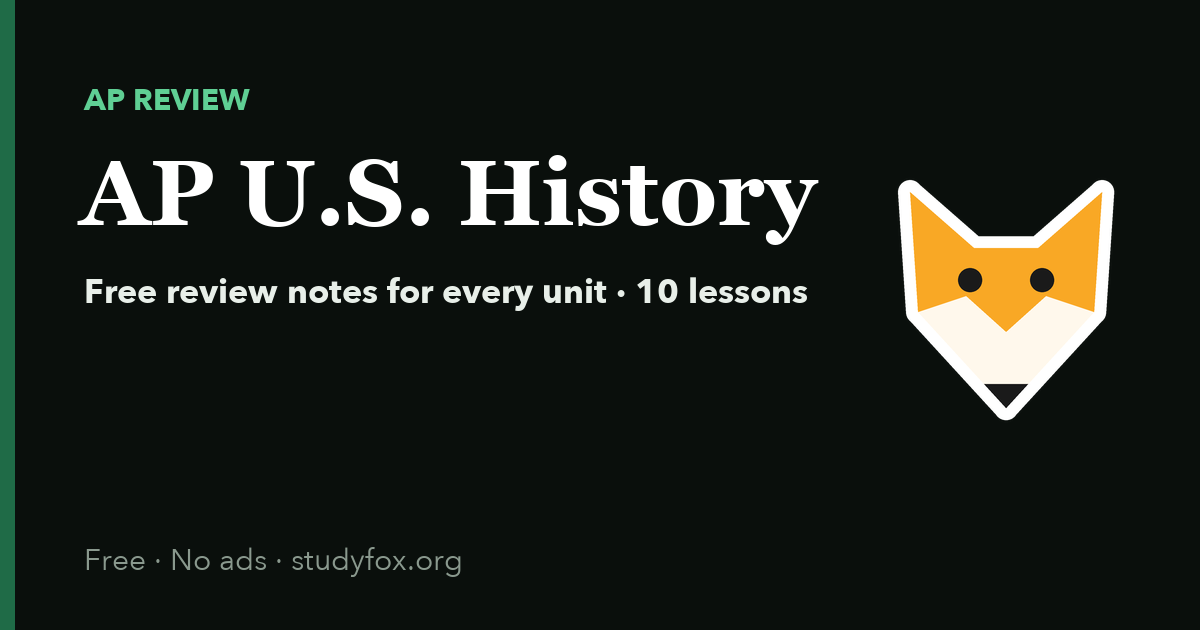 AP REVIEW
AP U.S. History
Free review notes for every unit · 10 lessons
Free · No ads · studyfox.org